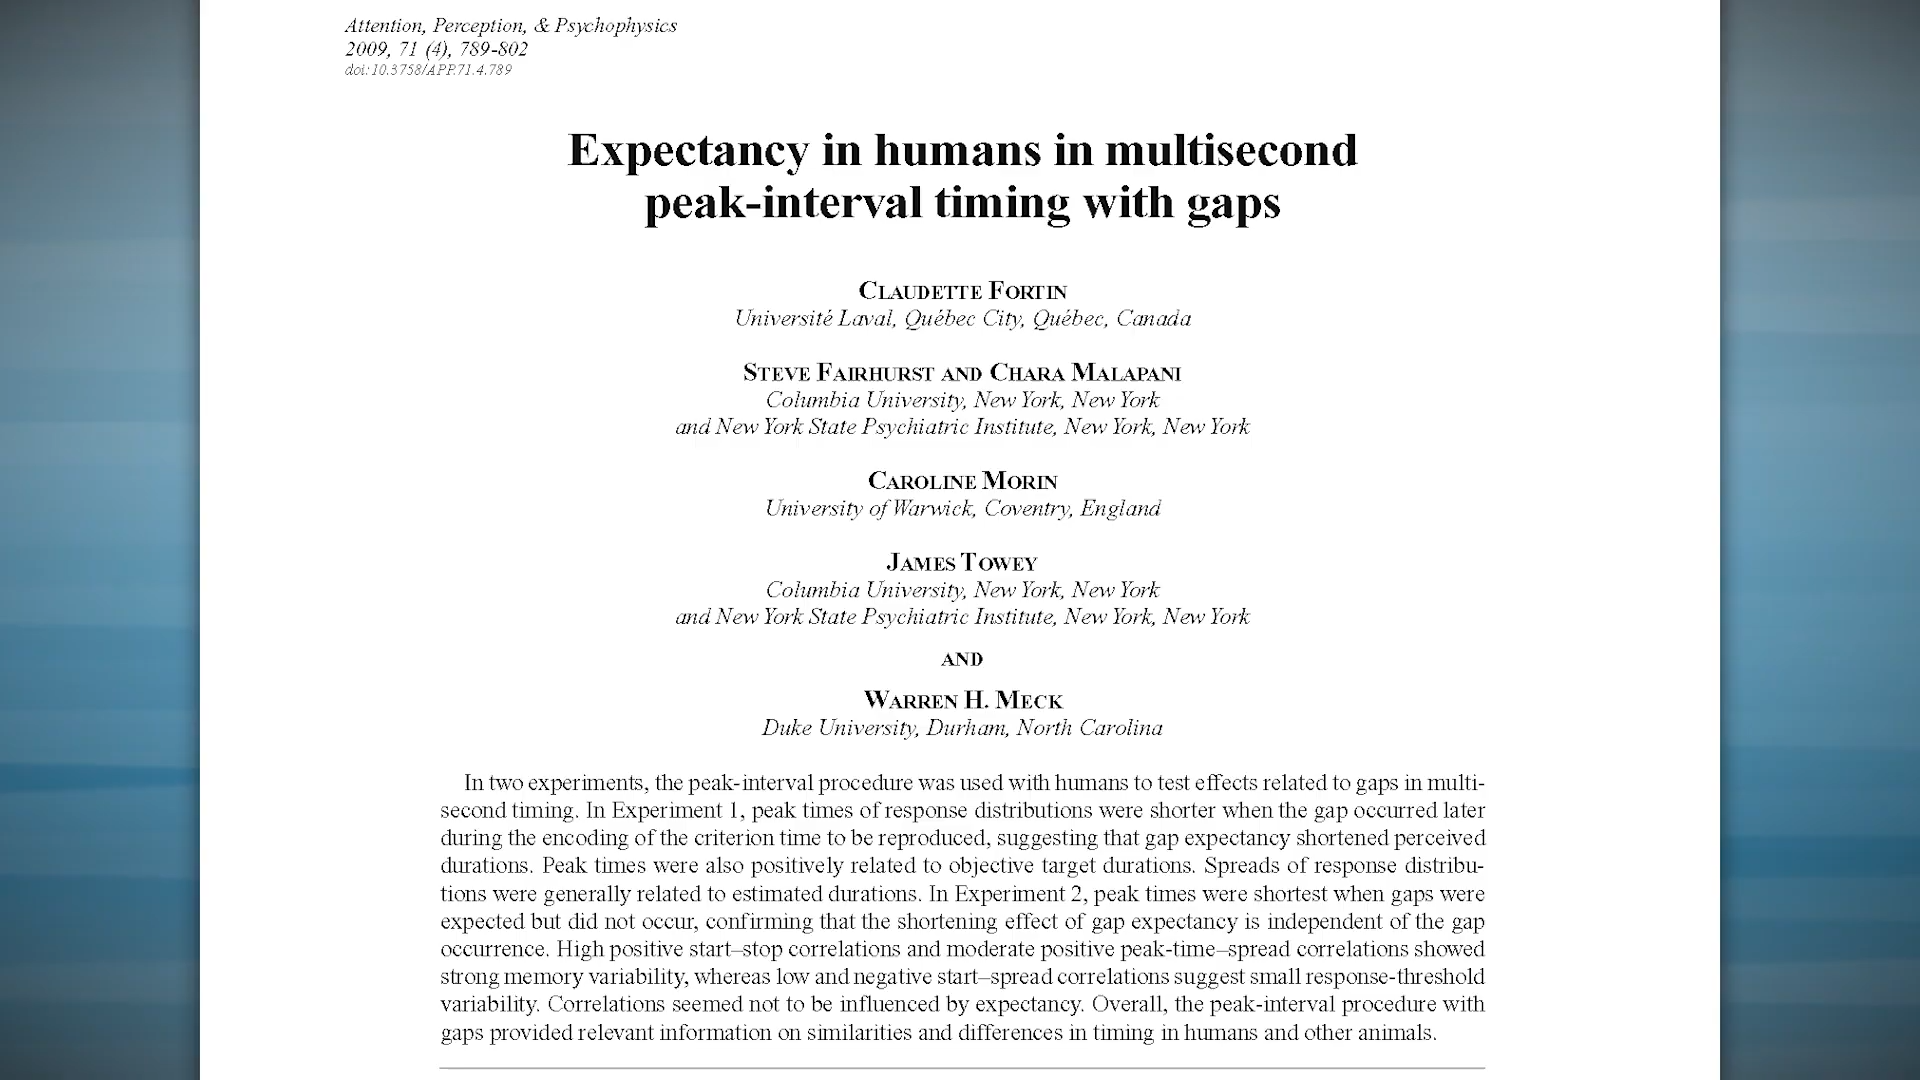 Attention, Perception, & Psychophysics
2009, 71 (4), 789-802
doi:10.3758/APP.71.4.789
Expectancy in humans in multisecond
peak-interval timing with gaps
Claudette Fortin
Université Laval, Québec City, Québec, Canada
Steve Fairhurst and Chara Malapani
Columbia University, New York, New York
and New York State Psychiatric Institute, New York, New York
Caroline Morin
University of Warwick, Coventry, England
James Towey
Columbia University, New York, New York
and New York State Psychiatric Institute, New York, New York
and
Warren H. Meck
Duke University, Durham, North Carolina
In two experiments, the peak-interval procedure was used with humans to test effects related to gaps in multi-
second timing. In Experiment 1, peak times of response distributions were shorter when the gap occurred later
during the encoding of the criterion time to be reproduced, suggesting that gap expectancy shortened perceived
durations. Peak times were also positively related to objective target durations. Spreads of response distribu-
tions were generally related to estimated durations. In Experiment 2, peak times were shortest when gaps were
expected but did not occur, confirming that the shortening effect of gap expectancy is independent of the gap
occurrence. High positive start–stop correlations and moderate positive peak-time–spread correlations showed
strong memory variability, whereas low and negative start–spread correlations suggest small response-threshold
variability. Correlations seemed not to be influenced by expectancy. Overall, the peak-interval procedure with
gaps provided relevant information on similarities and differences in timing in humans and other animals.